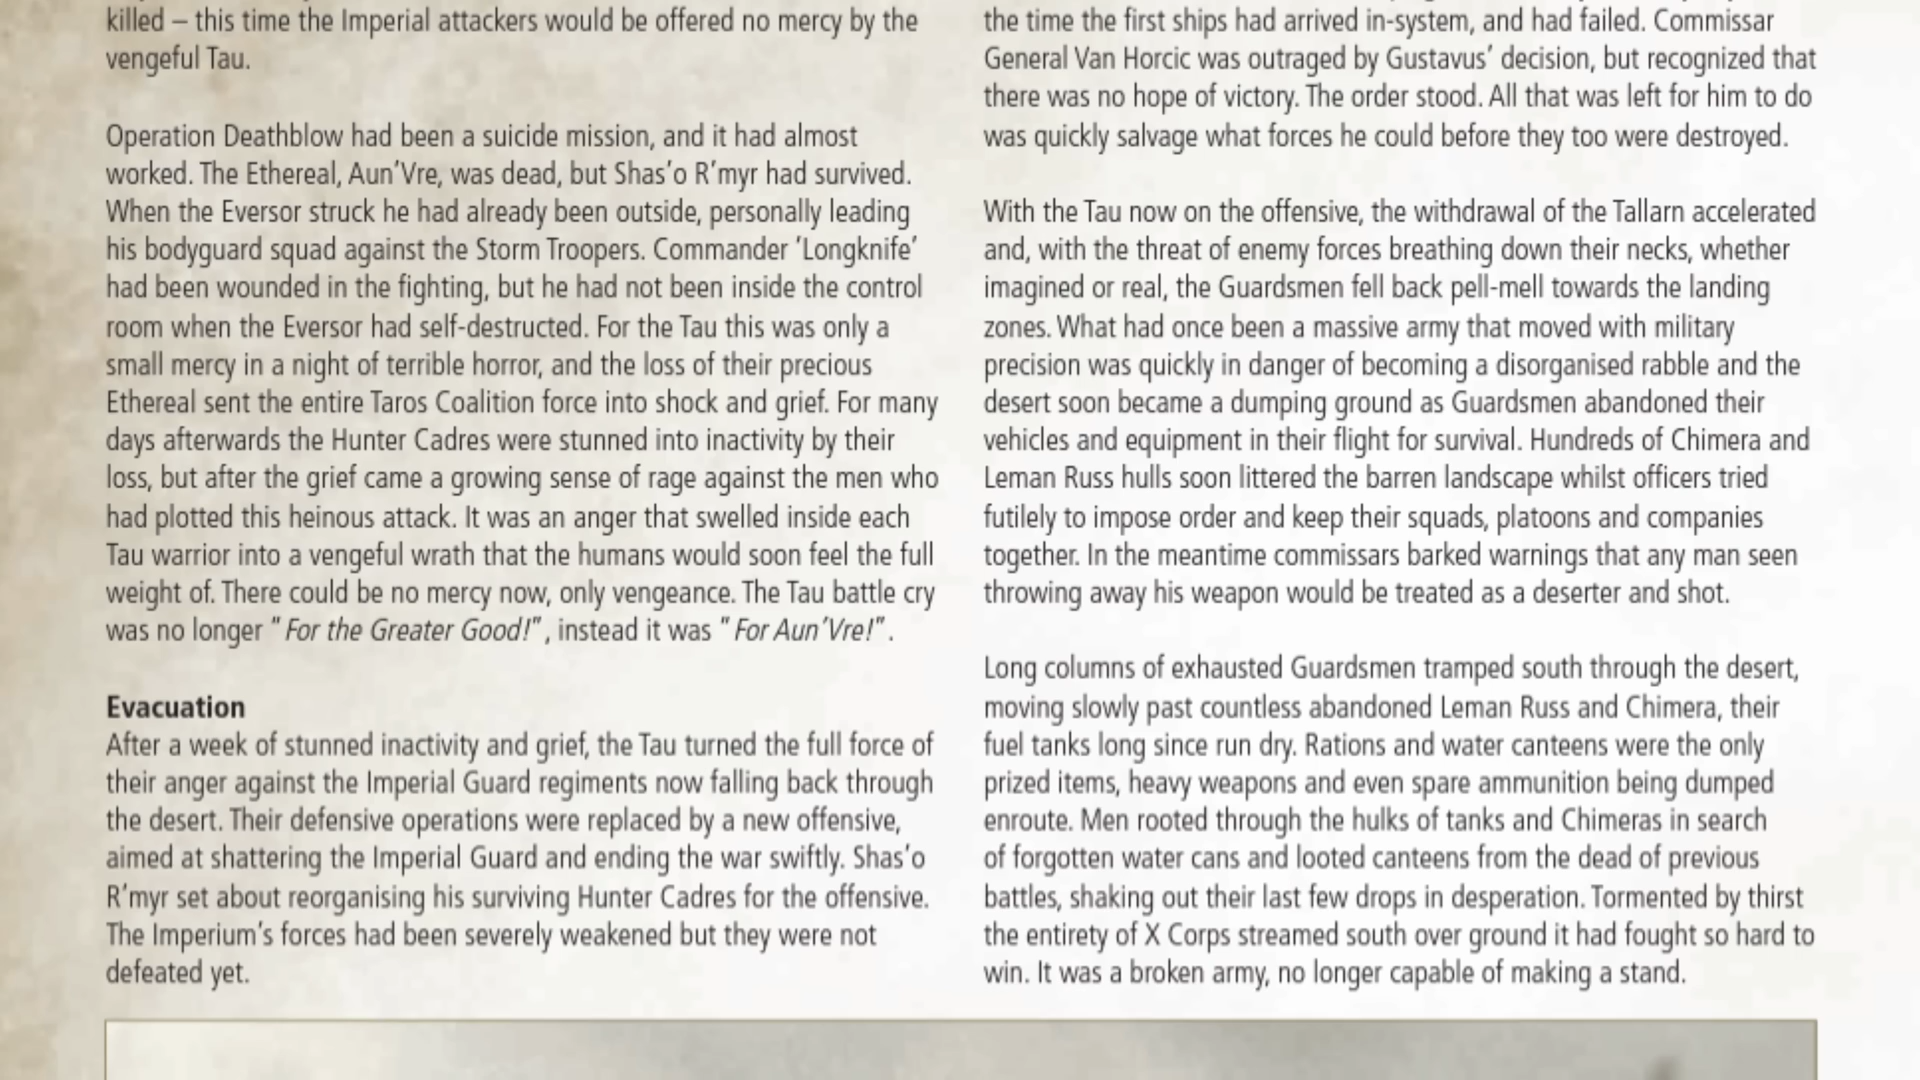 killed – this time the Imperial attackers would be offered no mercy by the
vengeful Tau.
Operation Deathblow had been a suicide mission, and it had almost
worked. The Ethereal, Aun’Vre, was dead, but Shas’o R’myr had survived.
When the Eversor struck he had already been outside, personally leading
his bodyguard squad against the Storm Troopers. Commander ‘Longknife’
had been wounded in the fighting, but he had not been inside the control
room when the Eversor had self-destructed. For the Tau this was only a
small mercy in a night of terrible horror, and the loss of their precious
Ethereal sent the entire Taros Coalition force into shock and grief. For many
days afterwards the Hunter Cadres were stunned into inactivity by their
loss, but after the grief came a growing sense of rage against the men who
had plotted this heinous attack. It was an anger that swelled inside each
Tau warrior into a vengeful wrath that the humans would soon feel the full
weight of. There could be no mercy now, only vengeance. The Tau battle cry
was no longer "For the Greater Good!", instead it was "For Aun’Vre!".
Evacuation
After a week of stunned inactivity and grief, the Tau turned the full force of
their anger against the Imperial Guard regiments now falling back through
the desert. Their defensive operations were replaced by a new offensive,
aimed at shattering the Imperial Guard and ending the war swiftly. Shas’o
R’myr set about reorganising his surviving Hunter Cadres for the offensive.
The Imperium’s forces had been severely weakened but they were not
defeated yet.
the time the first ships had arrived in-system, and had failed. Commissar
General Van Horcic was outraged by Gustavus’ decision, but recognized that
there was no hope of victory. The order stood. All that was left for him to do
was quickly salvage what forces he could before they too were destroyed.
With the Tau now on the offensive, the withdrawal of the Tallarn accelerated
and, with the threat of enemy forces breathing down their necks, whether
imagined or real, the Guardsmen fell back pell-mell towards the landing
zones. What had once been a massive army that moved with military
precision was quickly in danger of becoming a disorganised rabble and the
desert soon became a dumping ground as Guardsmen abandoned their
vehicles and equipment in their flight for survival. Hundreds of Chimera and
Leman Russ hulls soon littered the barren landscape whilst officers tried
futilely to impose order and keep their squads, platoons and companies
together. In the meantime commissars barked warnings that any man seen
throwing away his weapon would be treated as a deserter and shot.
Long columns of exhausted Guardsmen tramped south through the desert,
moving slowly past countless abandoned Leman Russ and Chimera, their
fuel tanks long since run dry. Rations and water canteens were the only
prized items, heavy weapons and even spare ammunition being dumped
enroute. Men rooted through the hulks of tanks and Chimeras in search
of forgotten water cans and looted canteens from the dead of previous
battles, shaking out their last few drops in desperation. Tormented by thirst
the entirety of X Corps streamed south over ground it had fought so hard to
win. It was a broken army, no longer capable of making a stand.